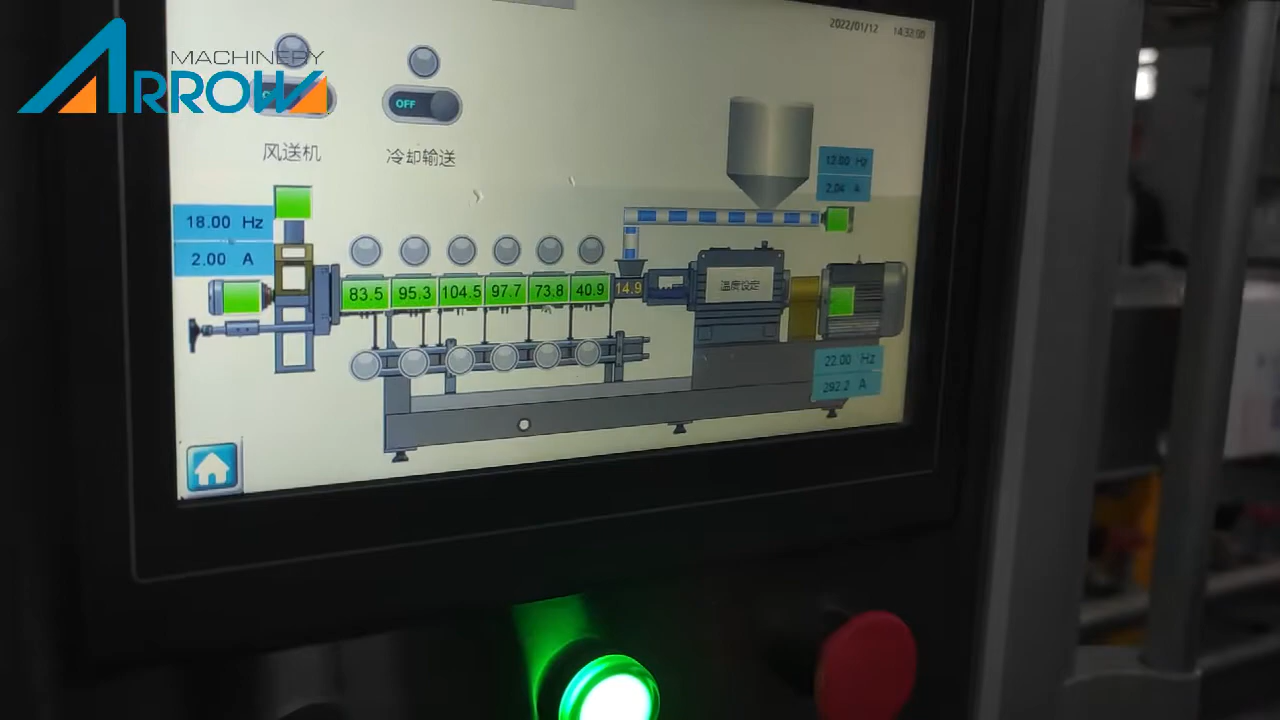 MACHINERY
ARROW
2022/01/12 14:33:00
OFF
风送机
冷却输送
12.00 Hz
2.04 A
18.00 Hz
2.00 A
83.5
95.3
104.5
97.7
73.8
40.9
14.9
温度设定
22.00 Hz
292.2 A